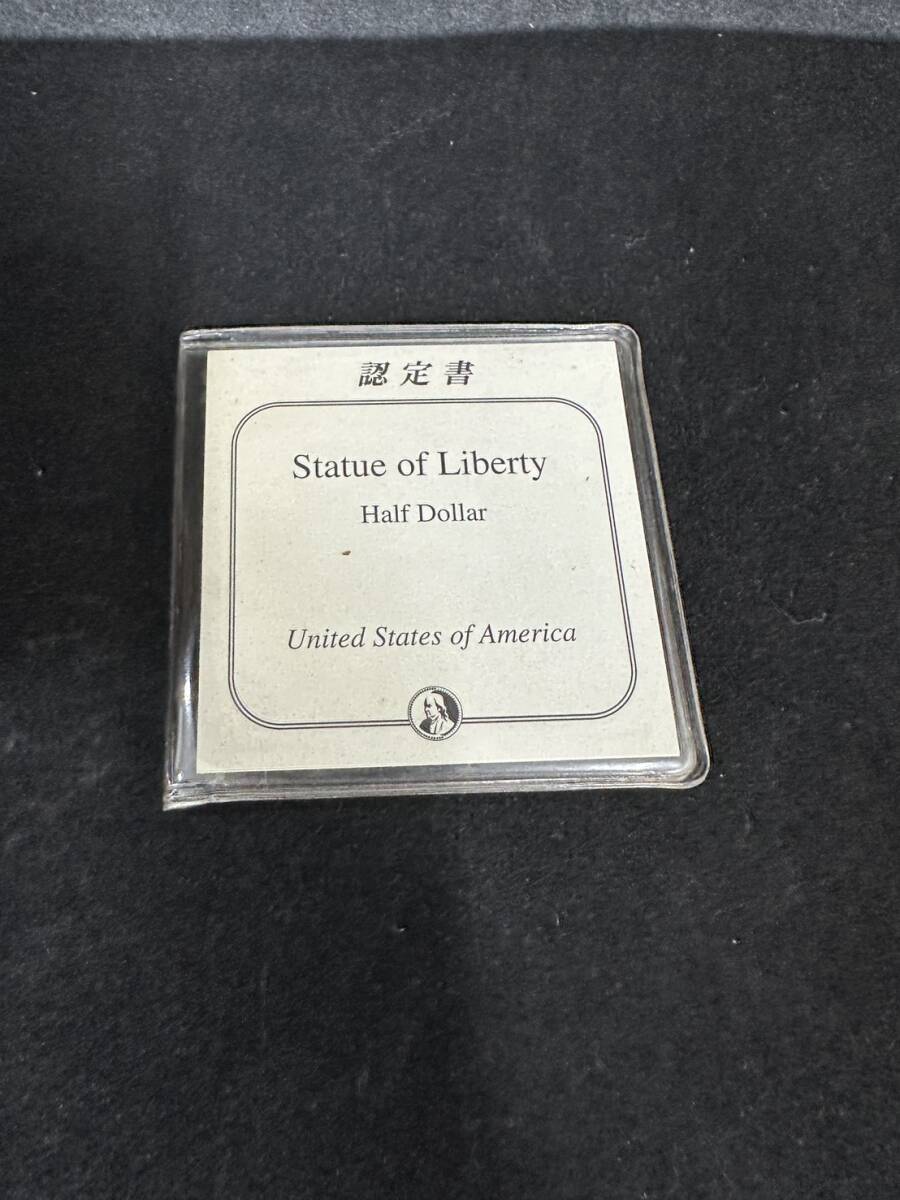 認定書
Statue of Liberty
Half Dollar
United States of America